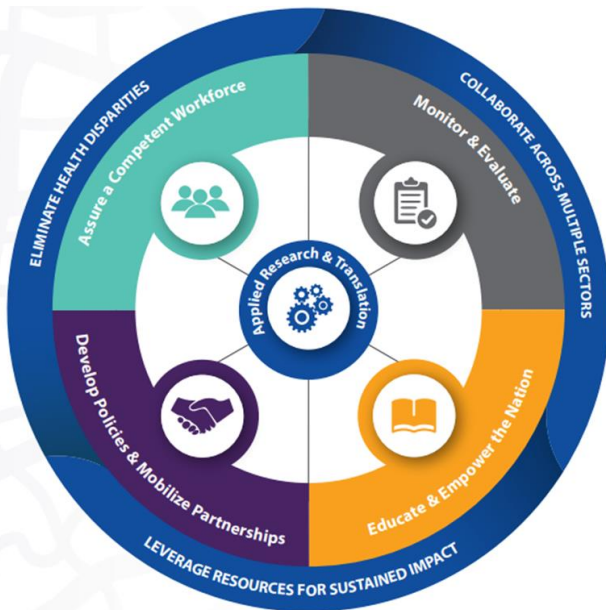 ELIMINATE HEALTH DISPARITIES
COLLABORATE ACROSS MULTIPLE SECTORS
Assure a Competent Workforce
Monitor & Evaluate
Applied Research & Translation
Develop Policies & Mobilize Partnerships
Educate & Empower the Nation
LEVERAGE RESOURCES FOR SUSTAINED IMPACT